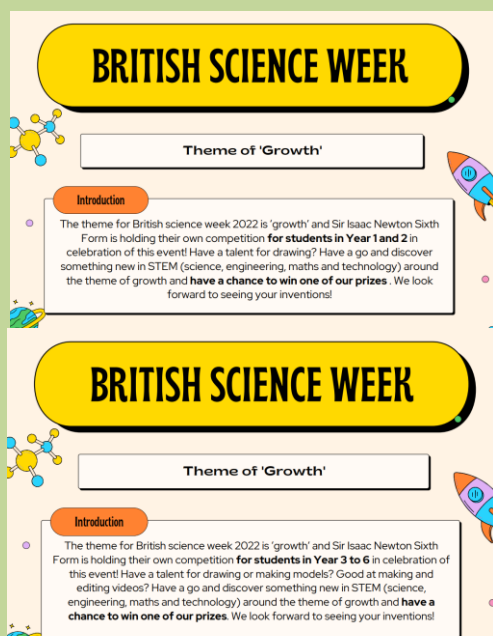 BRITISH SCIENCE WEEK
Theme of 'Growth'
Introduction
The theme for British science week 2022 is 'growth' and Sir Isaac Newton Sixth
Form is holding their own competition for students in Year 1 and 2 in
celebration of this event! Have a talent for drawing? Have a go and discover
something new in STEM (science, engineering, maths and technology) around
the theme of growth and have a chance to win one of our prizes . We look
forward to seeing your inventions!
BRITISH SCIENCE WEEK
Theme of 'Growth'
Introduction
The theme for British science week 2022 is 'growth' and Sir Isaac Newton Sixth
Form is holding their own competition for students in Year 3 to 6 in celebration of
this event! Have a talent for drawing or making models? Good at making and
editing videos? Have a go and discover something new in STEM (science,
engineering, maths and technology) around the theme of growth and have a
chance to win one of our prizes. We look forward to seeing your inventions!